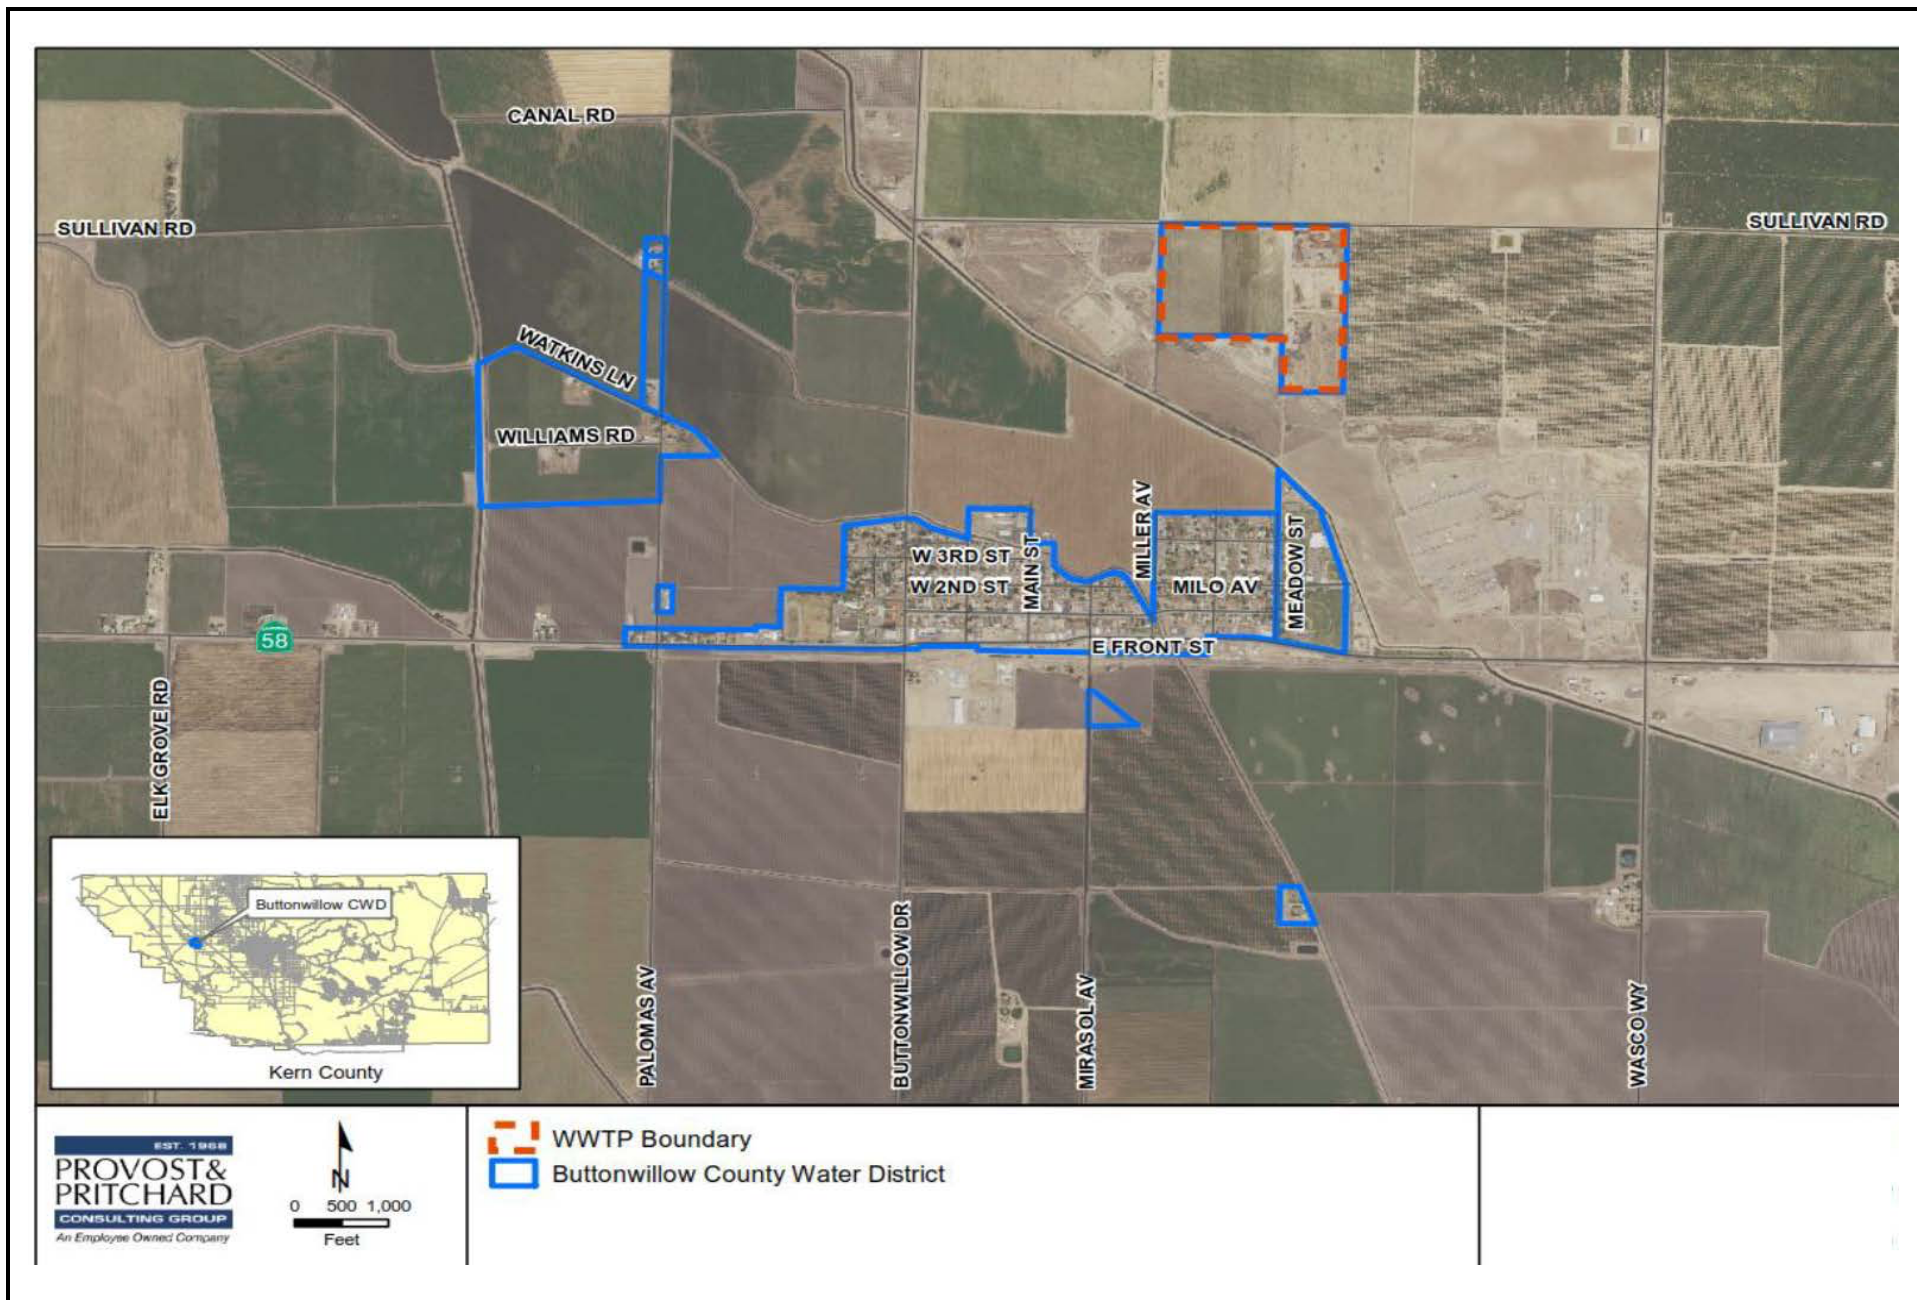 CANAL RD
SULLIVAN RD
SULLIVAN RD
WATKINS LN
WILLIAMS RD
W 3RD ST
W 2ND ST
MAIN ST
MILLER AV
MILO AV
MEADOW ST
E FRONT ST
58
ELK GROVE RD
PALOMAS AV
BUTTONWILLOW DR
MIRASOL AV
WASCO WY
Buttonwillow CWD
Kern County
EST. 1968
PROVOST&
PRITCHARD
CONSULTING GROUP
An Employee Owned Company
N
0 500 1,000
Feet
WWTP Boundary
Buttonwillow County Water District